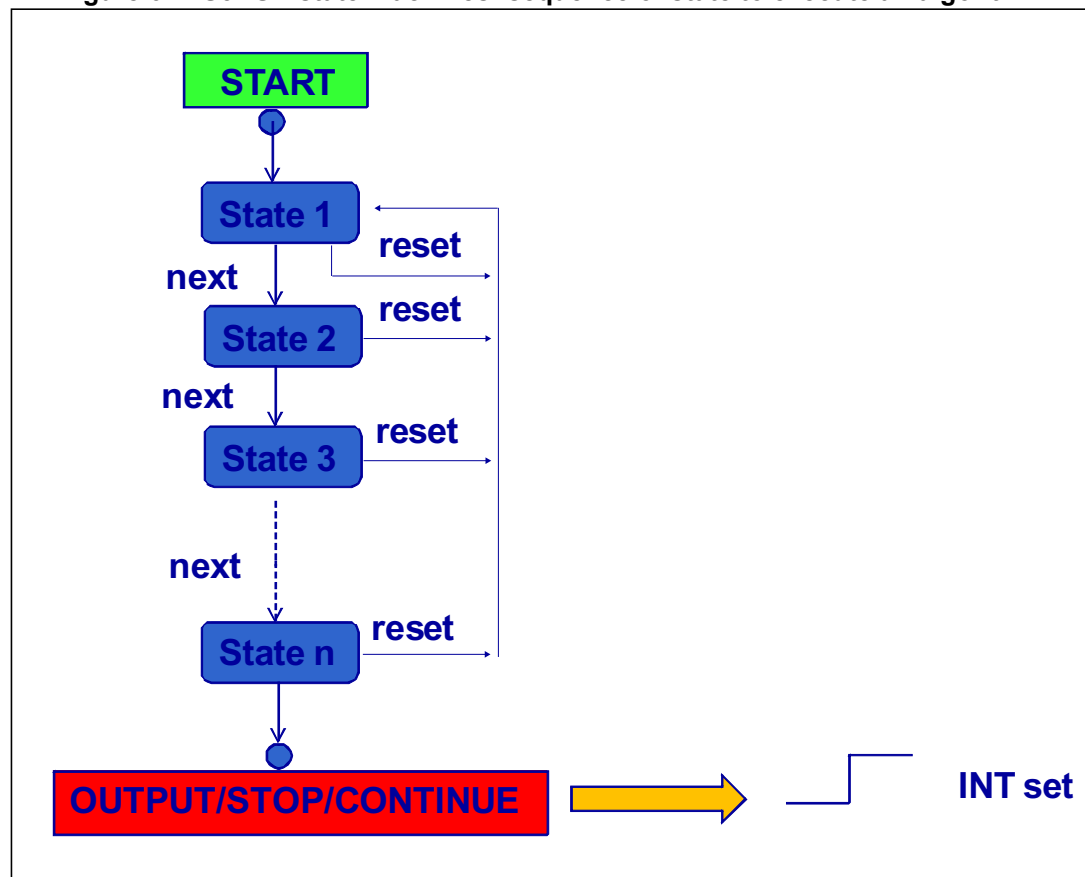 START
State 1
reset
next
reset
State 2
next
reset
State 3
next
reset
State n
OUTPUT/STOP/CONTINUE
INT set